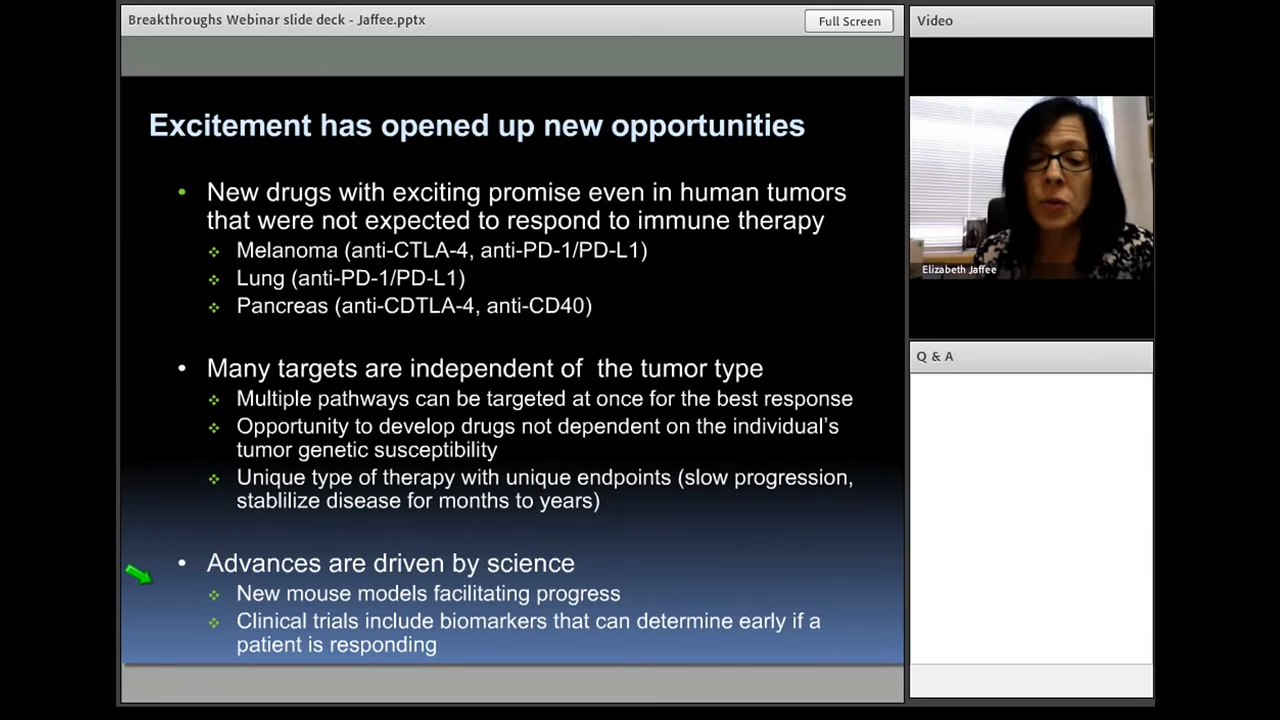 Breakthroughs Webinar slide deck - Jaffee.pptx
Full Screen
Video
Excitement has opened up new opportunities
• New drugs with exciting promise even in human tumors
that were not expected to respond to immune therapy
Melanoma (anti-CTLA-4, anti-PD-1/PD-L1)
Lung (anti-PD-1/PD-L1)
Pancreas (anti-CDTLA-4, anti-CD40)
• Many targets are independent of  the tumor type
Multiple pathways can be targeted at once for the best response
Opportunity to develop drugs not dependent on the individual’s
tumor genetic susceptibility
Unique type of therapy with unique endpoints (slow progression,
stablilize disease for months to years)
• Advances are driven by science
New mouse models facilitating progress
Clinical trials include biomarkers that can determine early if a
patient is responding
Elizabeth Jaffee
Q & A